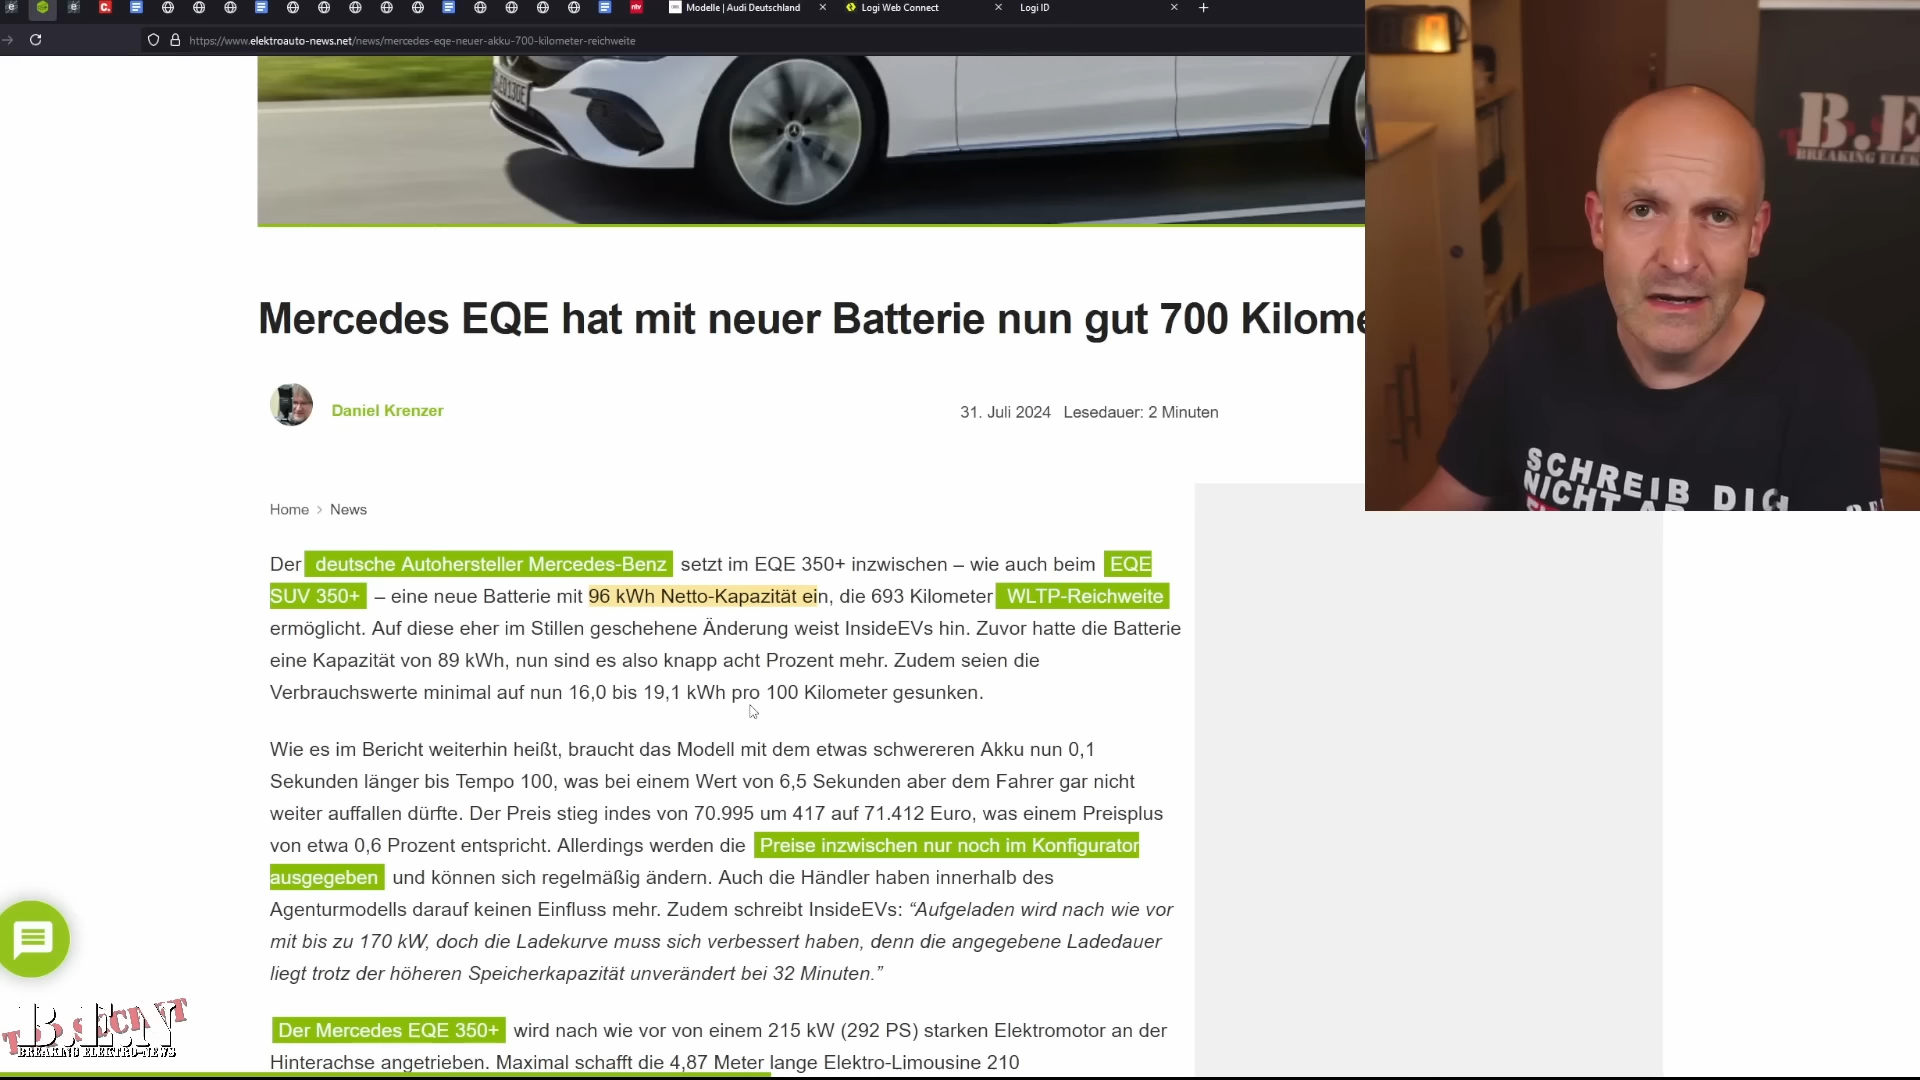 Modelle | Audi Deutschland
Logi Web Connect
Logi ID
https://www.elektroauto-news.net/news/mercedes-eqe-neuer-akku-700-kilometer-reichweite
B.E
BREAKING ELEK
Mercedes EQE hat mit neuer Batterie nun gut 700 Kilome
Daniel Krenzer
31. Juli 2024 Lesedauer: 2 Minuten
SCHREIB DICH
NICHT AB
Home > News
Der deutsche Autohersteller Mercedes-Benz setzt im EQE 350+ inzwischen – wie auch beim EQE
SUV 350+ – eine neue Batterie mit 96 kWh Netto-Kapazität ein, die 693 Kilometer WLTP-Reichweite
ermöglicht. Auf diese eher im Stillen geschehene Änderung weist InsideEVs hin. Zuvor hatte die Batterie
eine Kapazität von 89 kWh, nun sind es also knapp acht Prozent mehr. Zudem seien die
Verbrauchswerte minimal auf nun 16,0 bis 19,1 kWh pro 100 Kilometer gesunken.
Wie es im Bericht weiterhin heißt, braucht das Modell mit dem etwas schwereren Akku nun 0,1
Sekunden länger bis Tempo 100, was bei einem Wert von 6,5 Sekunden aber dem Fahrer gar nicht
weiter auffallen dürfte. Der Preis stieg indes von 70.995 um 417 auf 71.412 Euro, was einem Preisplus
von etwa 0,6 Prozent entspricht. Allerdings werden die Preise inzwischen nur noch im Konfigurator
ausgegeben und können sich regelmäßig ändern. Auch die Händler haben innerhalb des
Agenturmodells darauf keinen Einfluss mehr. Zudem schreibt InsideEVs: “Aufgeladen wird nach wie vor
mit bis zu 170 kW, doch die Ladekurve muss sich verbessert haben, denn die angegebene Ladedauer
liegt trotz der höheren Speicherkapazität unverändert bei 32 Minuten.”
Der Mercedes EQE 350+ wird nach wie vor von einem 215 kW (292 PS) starken Elektromotor an der
Hinterachse angetrieben. Maximal schafft die 4,87 Meter lange Elektro-Limousine 210
B.E.N
TOP SECRET
BREAKING ELEKTRO-NEWS